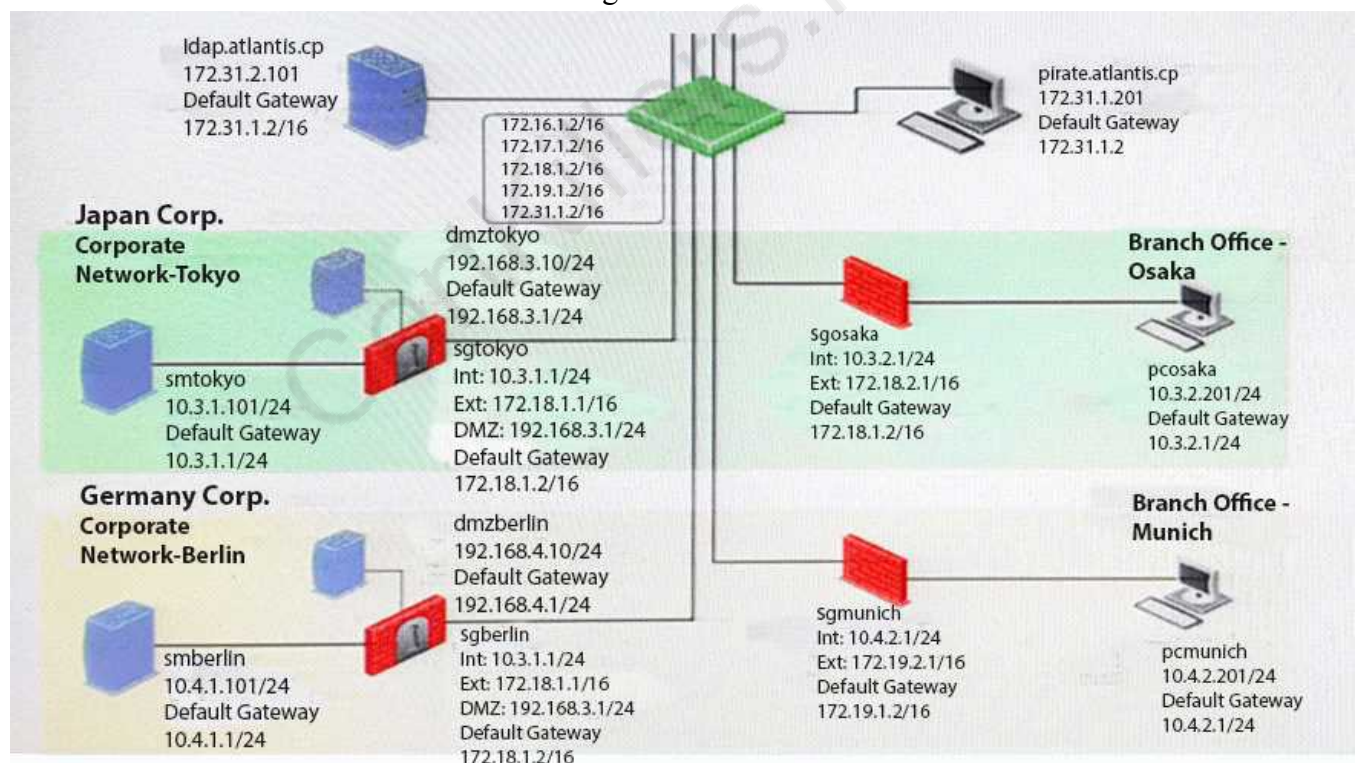 ldap.atlantis.cp
172.31.2.101
Default Gateway
172.31.1.2/16
172.16.1.2/16
172.17.1.2/16
172.18.1.2/16
172.19.1.2/16
172.31.1.2/16
pirate.atlantis.cp
172.31.1.201
Default Gateway
172.31.1.2
Japan Corp.
Corporate
Network-Tokyo
dmztokyo
192.168.3.10/24
Default Gateway
192.168.3.1/24
smtokyo
10.3.1.101/24
Default Gateway
10.3.1.1/24
sgtokyo
Int: 10.3.1.1/24
Ext: 172.18.1.1/16
DMZ: 192.168.3.1/24
Default Gateway
172.18.1.2/16
Branch Office -
Osaka
sgosaka
Int: 10.3.2.1/24
Ext: 172.18.2.1/16
Default Gateway
172.18.1.2/16
pcosaka
10.3.2.201/24
Default Gateway
10.3.2.1/24
Germany Corp.
Corporate
Network-Berlin
dmzberlin
192.168.4.10/24
Default Gateway
192.168.4.1/24
smberlin
10.4.1.101/24
Default Gateway
10.4.1.1/24
sgberlin
Int: 10.3.1.1/24
Ext: 172.18.1.1/16
DMZ: 192.168.3.1/24
Default Gateway
172.18.1.2/16
Branch Office -
Munich
Sgmunich
Int: 10.4.2.1/24
Ext: 172.19.2.1/16
Default Gateway
172.19.1.2/16
pcmunich
10.4.2.201/24
Default Gateway
10.4.2.1/24